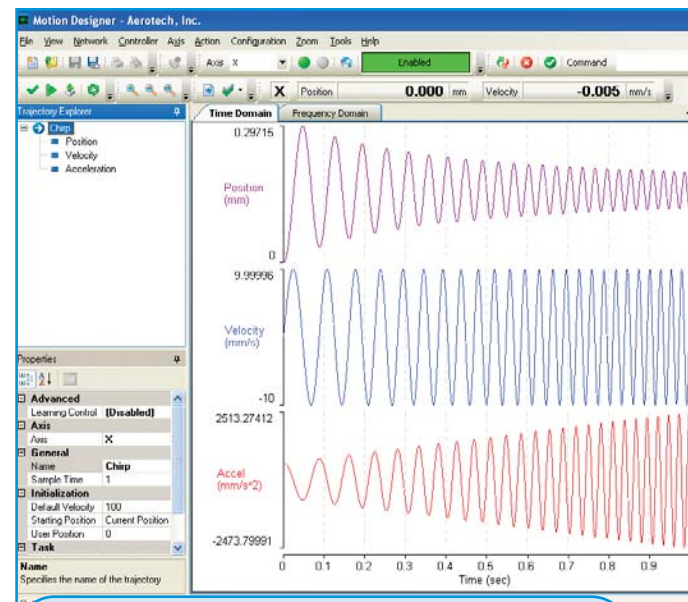 Motion Designer - Aerotech, Inc.
File View Network Controller Axis Action Configuration Zoom Tools Help
Axis X Enabled Command
X Position 0.000 mm Velocity -0.005 mm/s
Trajectory Explorer
Chirp
Position
Velocity
Acceleration
Time Domain Frequency Domain
0.29715
Position
(mm)
0
9.99996
Velocity
(mm/s)
-10
2513.27412
Accel
(mm/s^2)
-2473.79991
0 0.1 0.2 0.3 0.4 0.5 0.6 0.7 0.8 0.9
Time (sec)
Properties
Advanced
Learning Control (Disabled)
Axis
Axis X
General
Name Chirp
Sample Time 1
Initialization
Default Velocity 100
Starting Position Current Position
User Position 0
Task
Name
Specifies the name of the trajectory